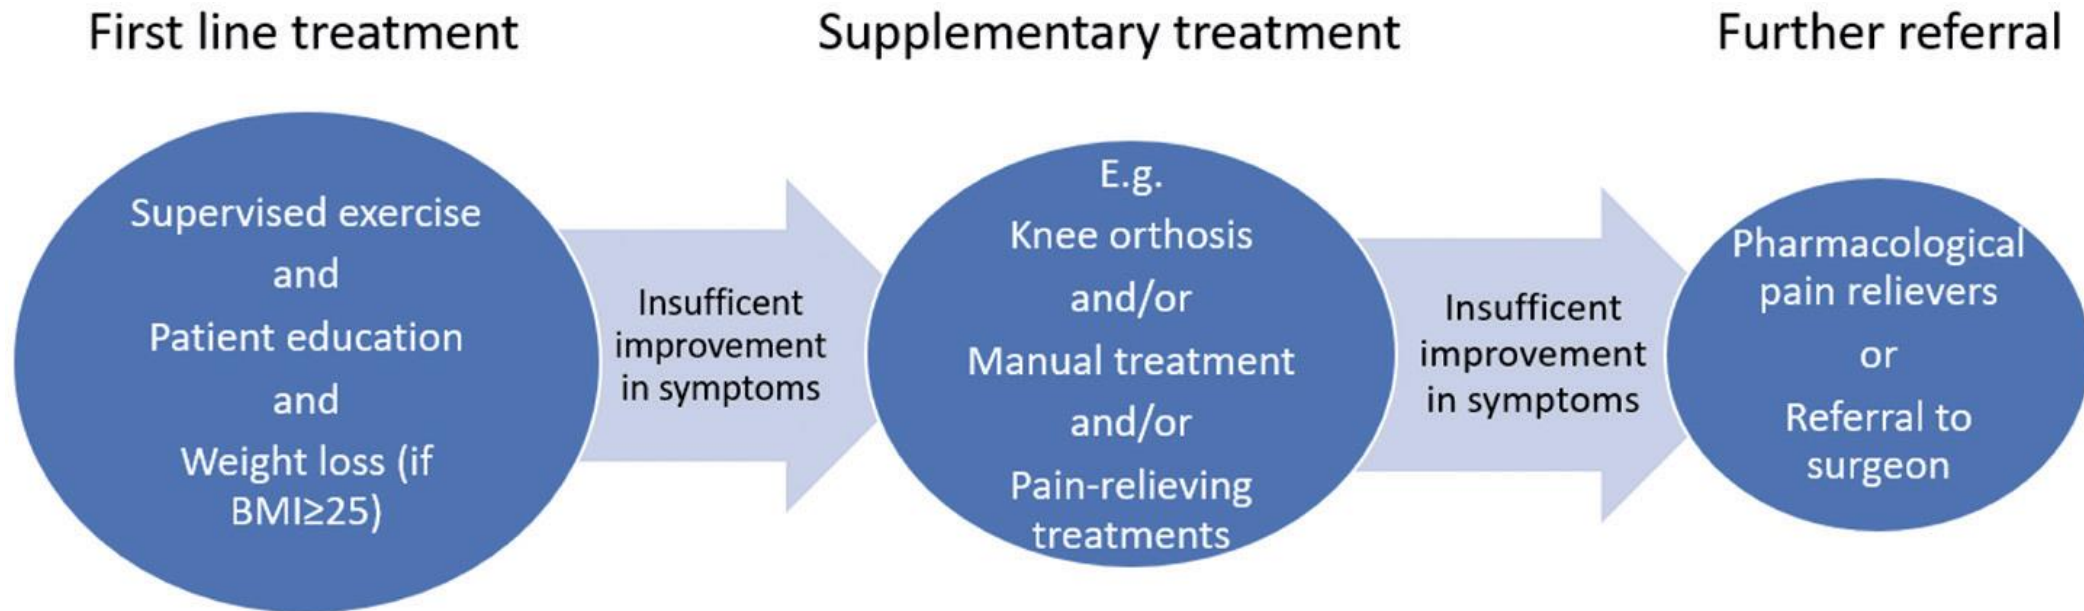 First line treatment
Supplementary treatment
Further referral
Supervised exercise
and
Patient education
and
Weight loss (if
BMI≥25)
Insufficent
improvement
in symptoms
E.g.
Knee orthosis
and/or
Manual treatment
and/or
Pain-relieving
treatments
Insufficent
improvement
in symptoms
Pharmacological
pain relievers
or
Referral to
surgeon